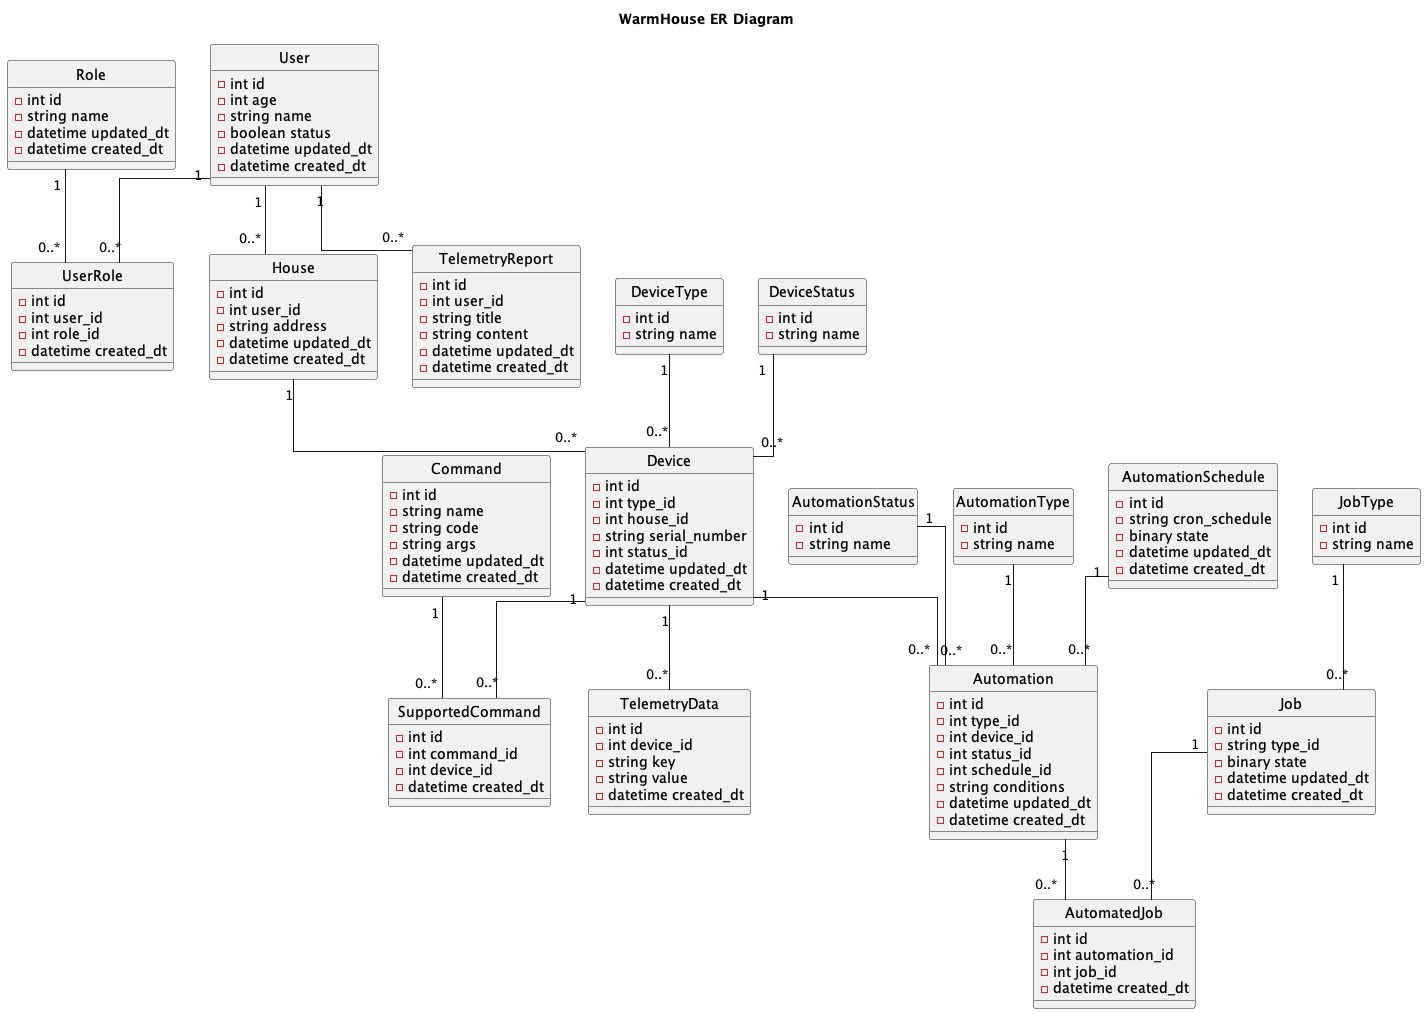 WarmHouse ER Diagram
Role
int id
string name
datetime updated_dt
datetime created_dt
User
int id
int age
string name
boolean status
datetime updated_dt
datetime created_dt
1
0..*
1
0..*
1
0..*
1
0..*
UserRole
int id
int user_id
int role_id
datetime created_dt
House
int id
int user_id
string address
datetime updated_dt
datetime created_dt
TelemetryReport
int id
int user_id
string title
string content
datetime updated_dt
datetime created_dt
DeviceType
int id
string name
DeviceStatus
int id
string name
1
0..*
1
0..*
1
0..*
Command
int id
string name
string code
string args
datetime updated_dt
datetime created_dt
Device
int id
int type_id
int house_id
string serial_number
int status_id
datetime updated_dt
datetime created_dt
AutomationStatus
int id
string name
AutomationType
int id
string name
AutomationSchedule
int id
string cron_schedule
binary state
datetime updated_dt
datetime created_dt
JobType
int id
string name
1
0..*
1
0..*
1
0..*
1
0..*
1
0..*
1
0..*
1
0..*
1
0..*
SupportedCommand
int id
int command_id
int device_id
datetime created_dt
TelemetryData
int id
int device_id
string key
string value
datetime created_dt
Automation
int id
int type_id
int device_id
int status_id
int schedule_id
string conditions
datetime updated_dt
datetime created_dt
Job
int id
string type_id
binary state
datetime updated_dt
datetime created_dt
1
0..*
1
0..*
AutomatedJob
int id
int automation_id
int job_id
datetime created_dt